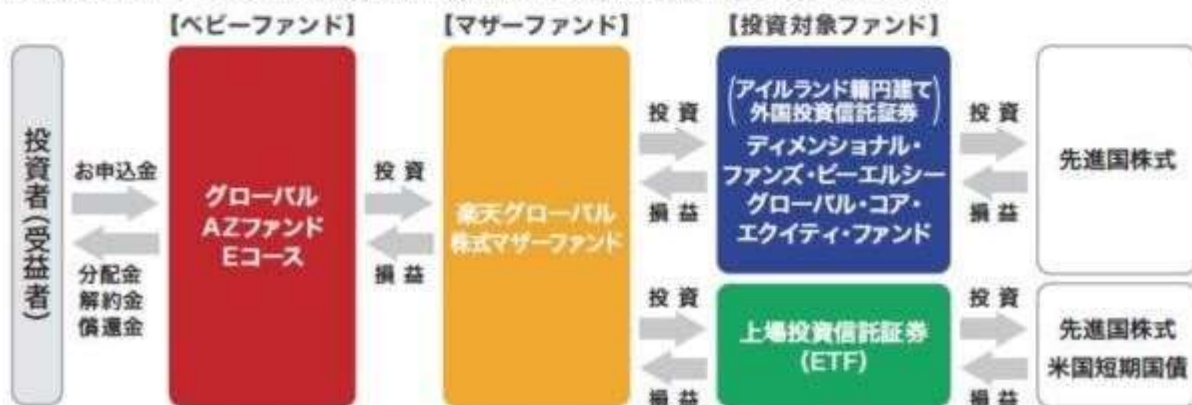 【ベビーファンド】
【マザーファンド】
【投資対象ファンド】
投資者(受益者)
お申込金
分配金
解約金
償還金
グローバル
AZファンド
Eコース
投資
損益
楽天グローバル
株式マザーファンド
投資
損益
(アイルランド籍円建て
外国投資信託証券)
ディメンショナル・
ファンズ・ピーエルシー
グローバル・コア・
エクイティ・ファンド
投資
損益
先進国株式
投資
損益
上場投資信託証券
(ETF)
投資
損益
先進国株式
米国短期国債